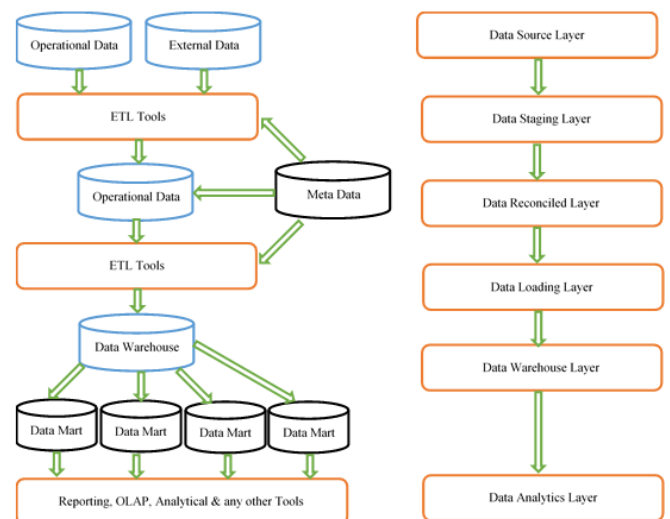 Operational Data
External Data
ETL Tools
Operational Data
Meta Data
ETL Tools
Data Warehouse
Data Mart
Data Mart
Data Mart
Data Mart
Reporting, OLAP, Analytical & any other Tools
Data Source Layer
Data Staging Layer
Data Reconciled Layer
Data Loading Layer
Data Warehouse Layer
Data Analytics Layer